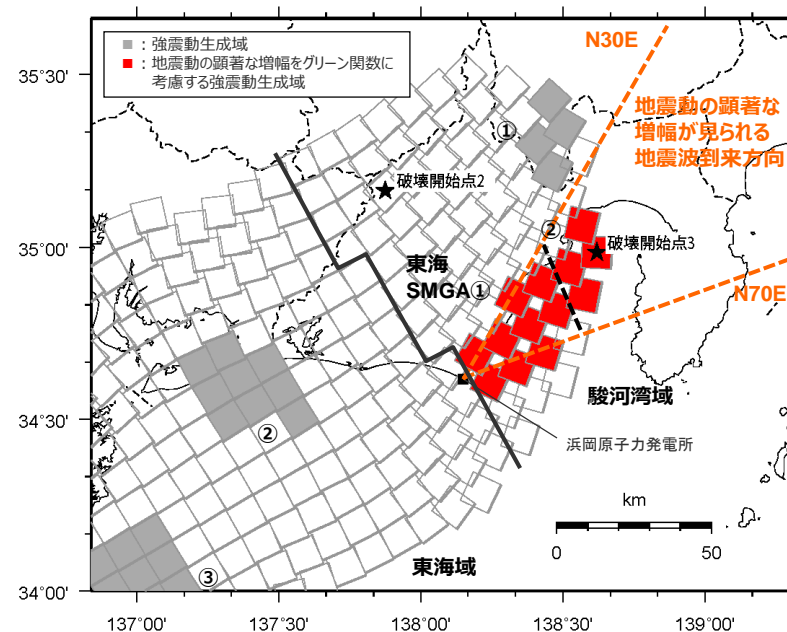 ■ : 強震動生成域
■ : 地震動の顕著な増幅をグリーン関数に
考慮する強震動生成域
N30E
地震動の顕著な
増幅が見られる
地震波到来方向
①
破壊開始点2
②
破壊開始点3
東海
SMGA①
N70E
駿河湾域
②
浜岡原子力発電所
km
0
50
東海域
③
35°30'
35°00'
34°30'
34°00'
137°00'
137°30'
138°00'
138°30'
139°00'